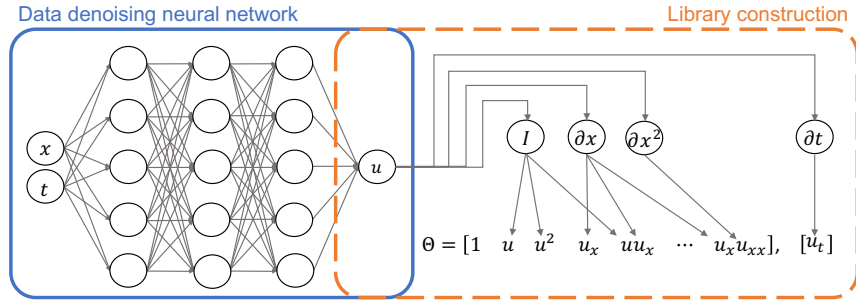 Data denoising neural network
Library construction
x
t
u
I ∂x ∂x² ∂t
Θ = [1 u u² uₓ uuₓ ⋯ uₓuₓₓ], [uₜ]